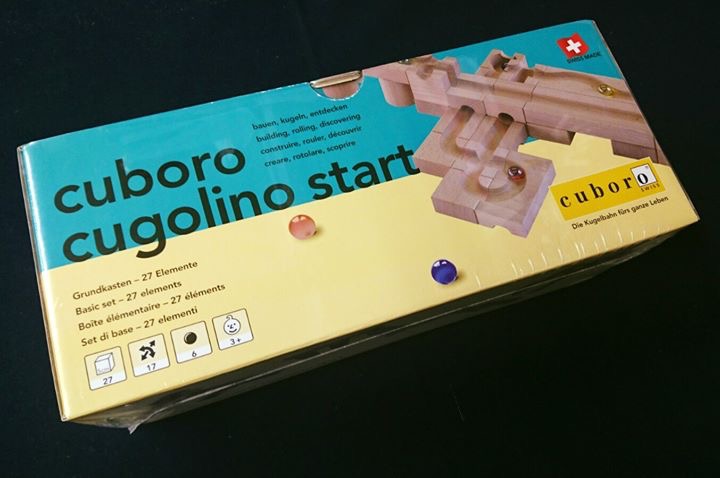 SWISS MADE
bauen, kugeln, entdecken
building, rolling, discovering
construire, rouler, découvrir
creare, rotolare, scoprire
cuboro
cugolino start
cuboro
SWISS
Die Kugelbahn fürs ganze Leben
Grundkasten – 27 Elemente
Basic set – 27 elements
Boîte élémentaire – 27 éléments
Set di base – 27 elementi
27
17
6
3+